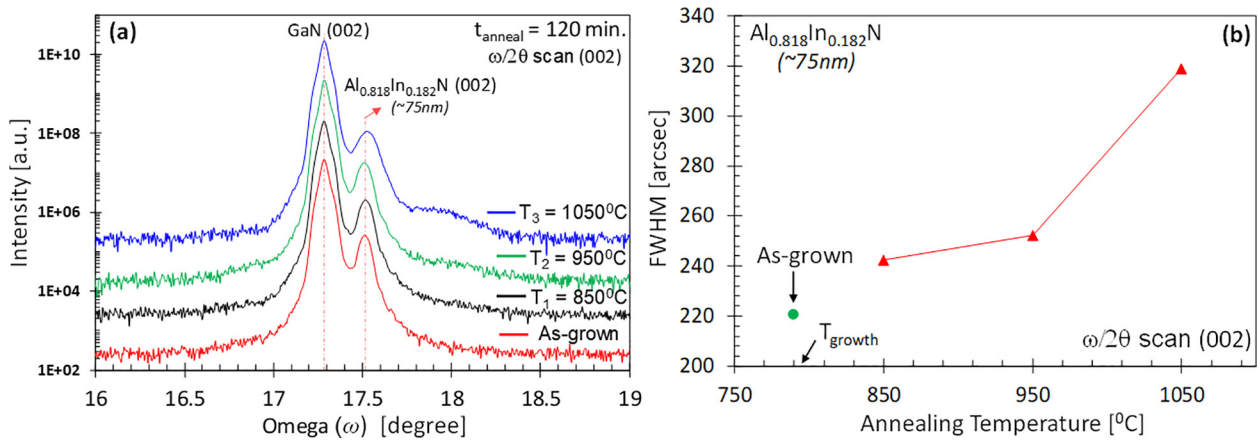 (a)
GaN (002)
t_anneal = 120 min.
ω/2θ scan (002)
Al0.818In0.182N (002)
(~75nm)
1E+10
1E+08
1E+06
1E+04
1E+02
Intensity [a.u.]
T3 = 1050⁰C
T2 = 950⁰C
T1 = 850⁰C
As-grown
16 17 17.5 18 18.5 19
Omega (ω) [degree]
(b)
Al0.818In0.182N
(~75nm)
340
320
300
280
260
240
220
200
FWHM [arcsec]
As-grown
Tgrowth
ω/2θ scan (002)
750 850 950 1050
Annealing Temperature [⁰C]